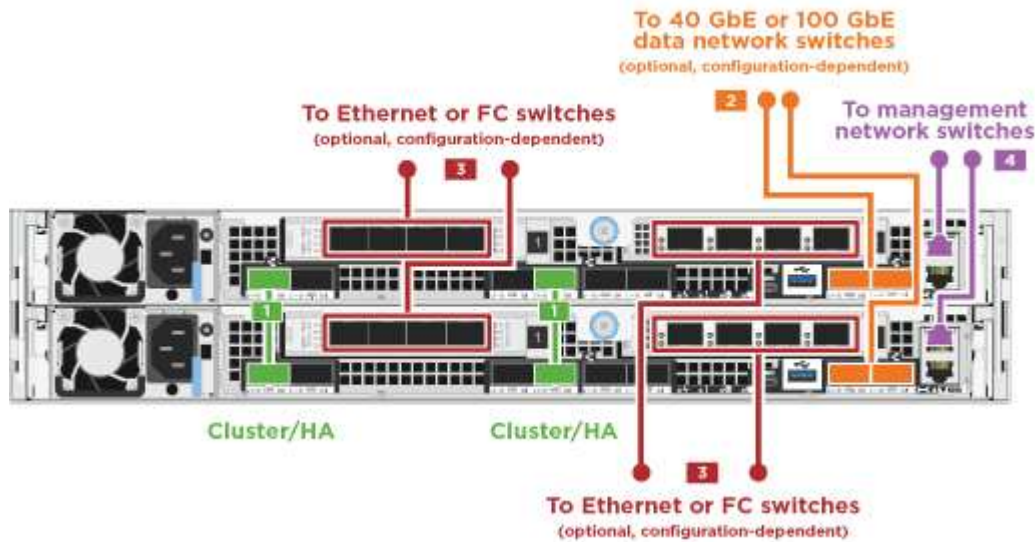 To 40 GbE or 100 GbE
data network switches
(optional, configuration-dependent)
2
To Ethernet or FC switches
(optional, configuration-dependent)
3
To management
network switches
4
1
1
1
1
1
1
Cluster/HA
Cluster/HA
3
To Ethernet or FC switches
(optional, configuration-dependent)